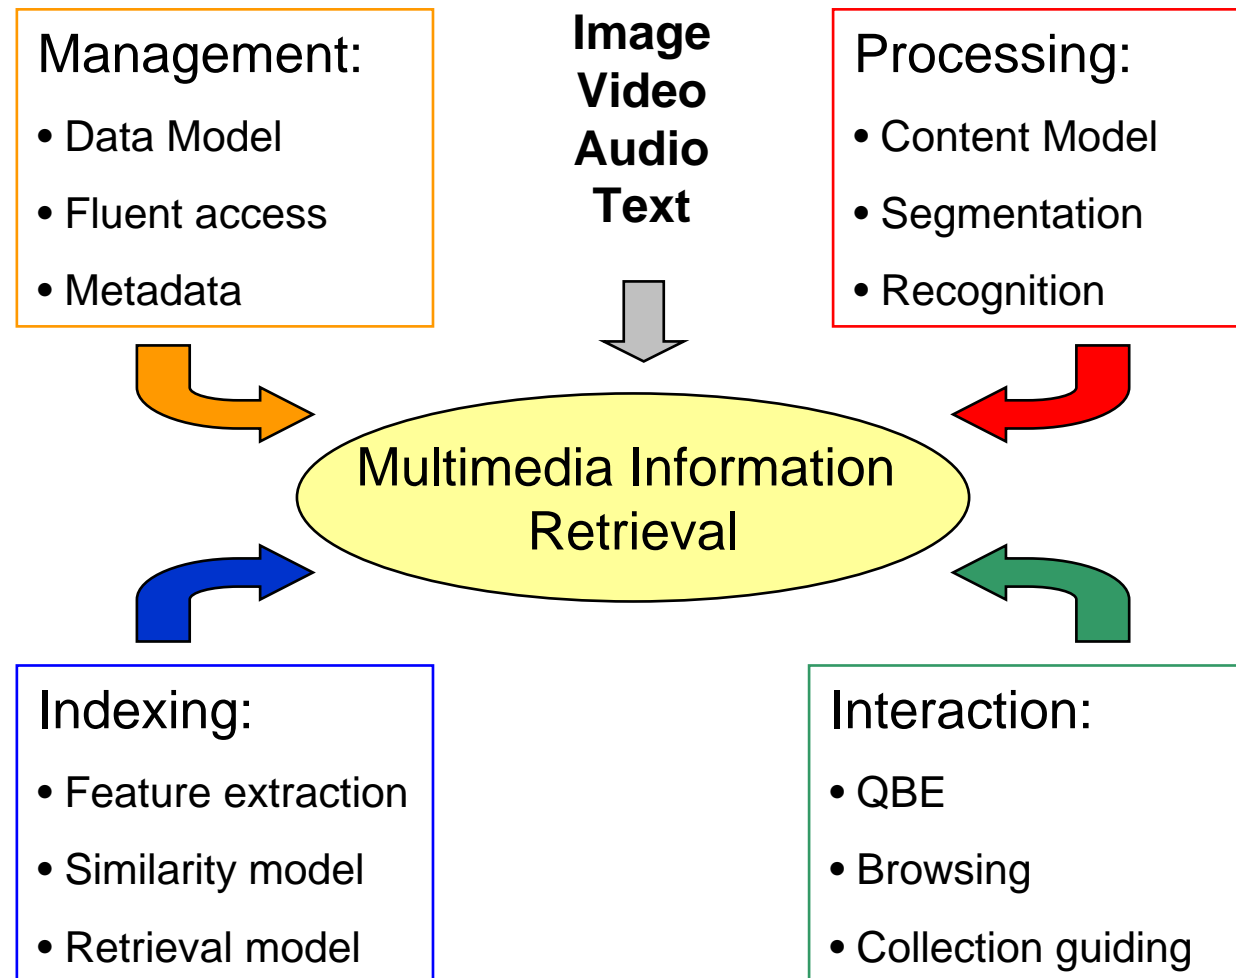 Management:
• Data Model
• Fluent access
• Metadata
Image
Video
Audio
Text
Processing:
• Content Model
• Segmentation
• Recognition
Multimedia Information
Retrieval
Indexing:
• Feature extraction
• Similarity model
• Retrieval model
Interaction:
• QBE
• Browsing
• Collection guiding